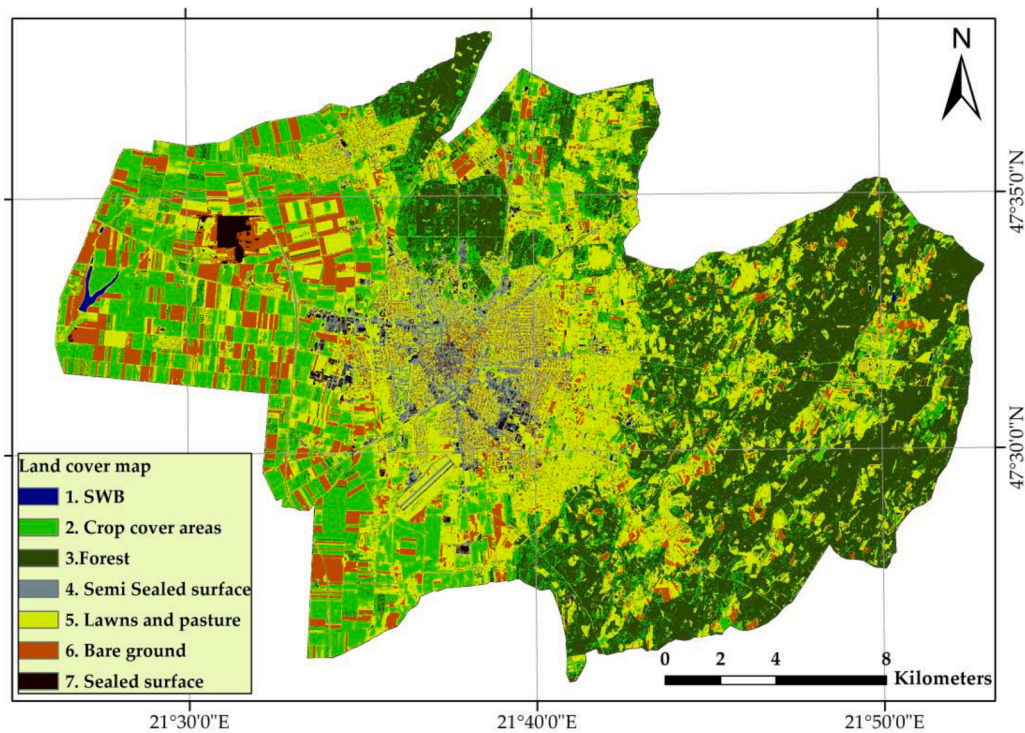 N
47°35'0"N
47°30'0"N
Land cover map
1. SWB
2. Crop cover areas
3.Forest
4. Semi Sealed surface
5. Lawns and pasture
6. Bare ground
7. Sealed surface
0 2 4 8
Kilometers
21°30'0"E 21°40'0"E 21°50'0"E